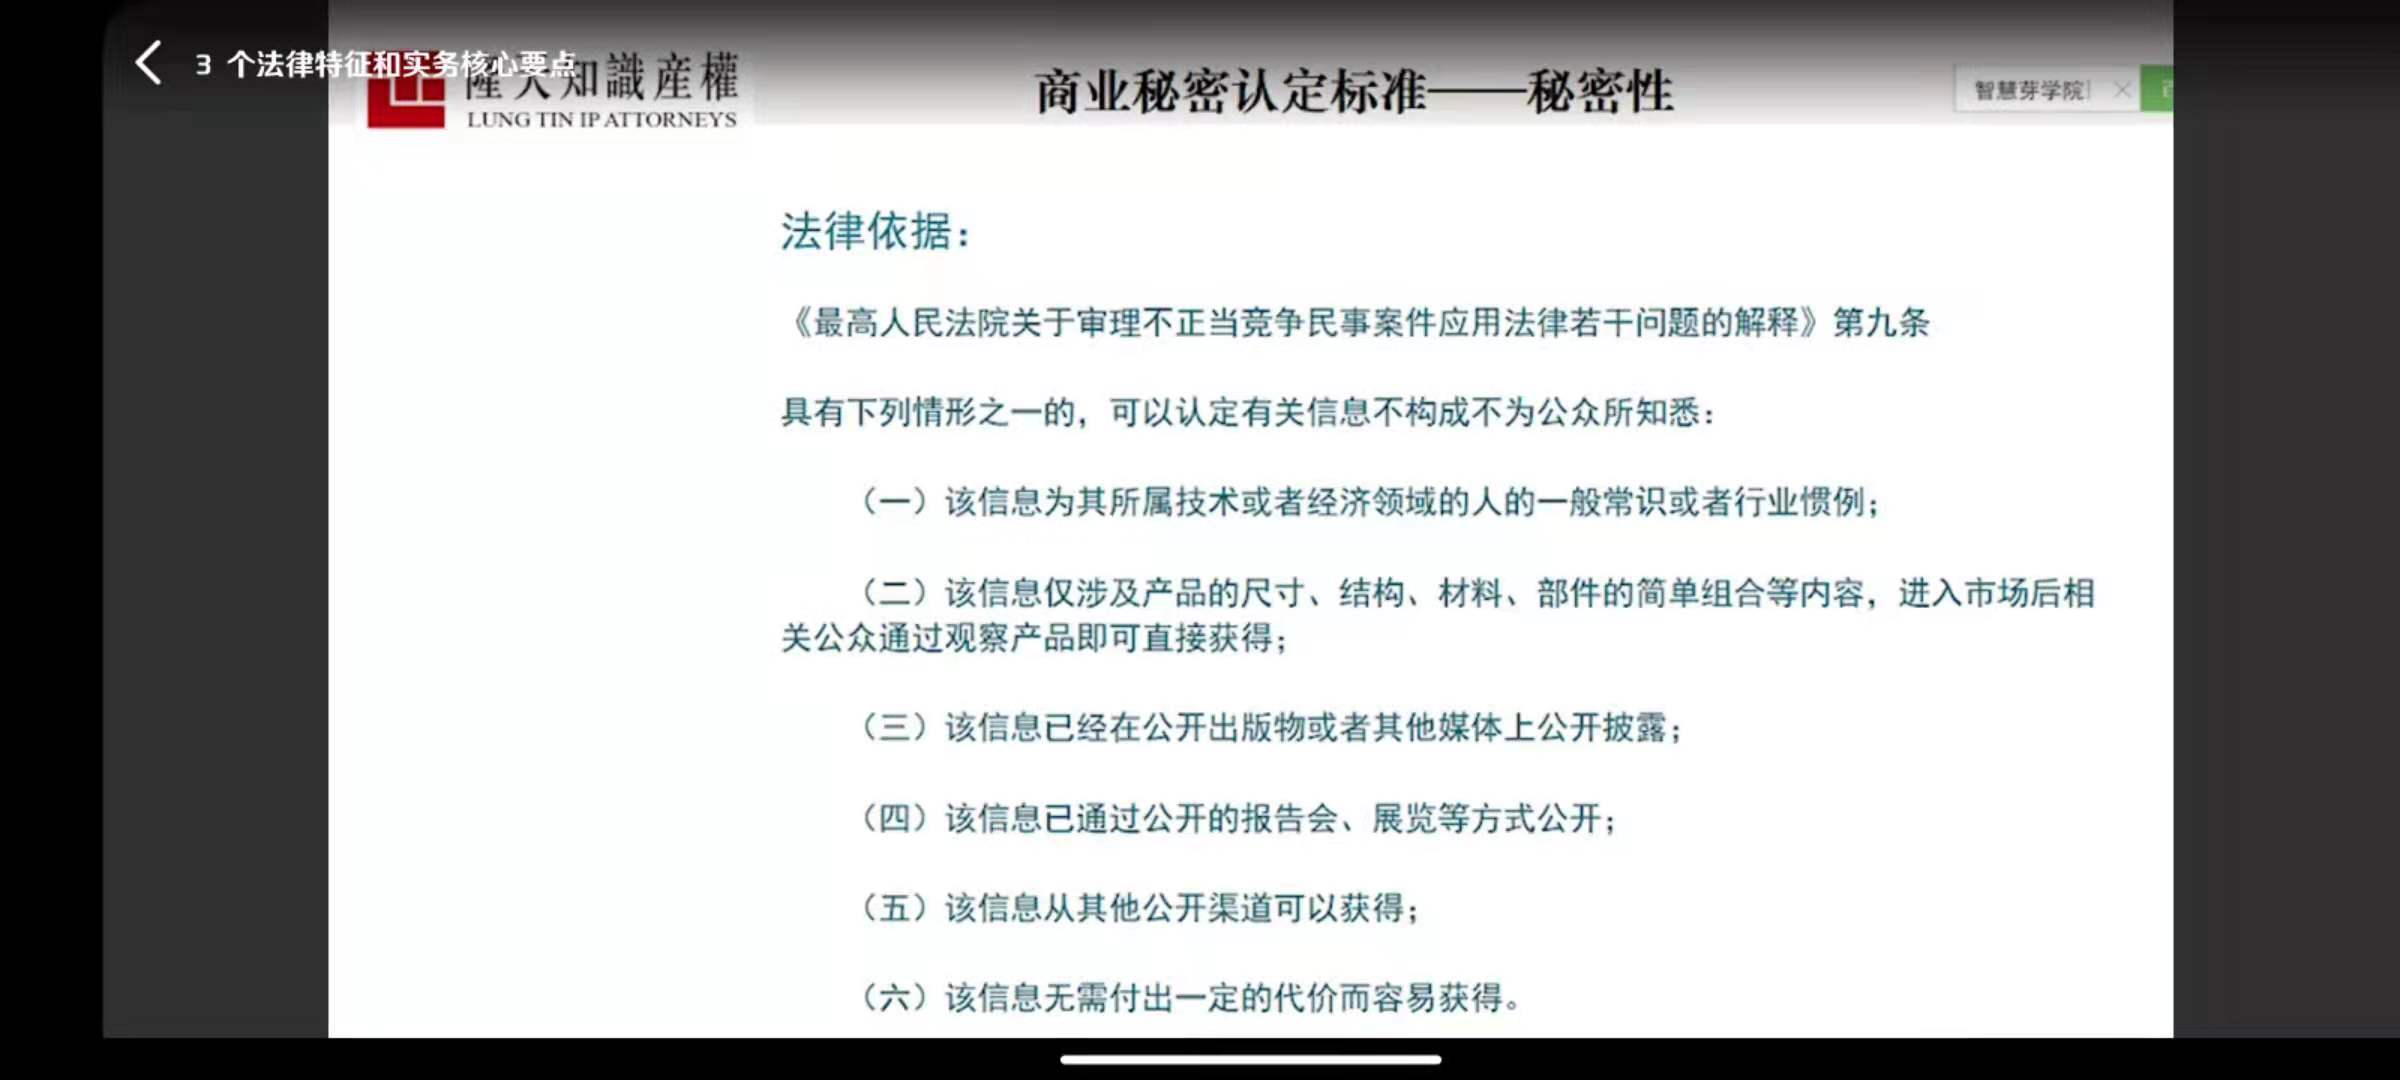 3 个法律特征和实务核心要点
隆天知識産權
LUNG TIN IP ATTORNEYS
商业秘密认定标准——秘密性
智慧芽学院
法律依据：
《最高人民法院关于审理不正当竞争民事案件应用法律若干问题的解释》第九条
具有下列情形之一的，可以认定有关信息不构成不为公众所知悉：
（一）该信息为其所属技术或者经济领域的人的一般常识或者行业惯例；
（二）该信息仅涉及产品的尺寸、结构、材料、部件的简单组合等内容，进入市场后相
关公众通过观察产品即可直接获得；
（三）该信息已经在公开出版物或者其他媒体上公开披露；
（四）该信息已通过公开的报告会、展览等方式公开；
（五）该信息从其他公开渠道可以获得；
（六）该信息无需付出一定的代价而容易获得。